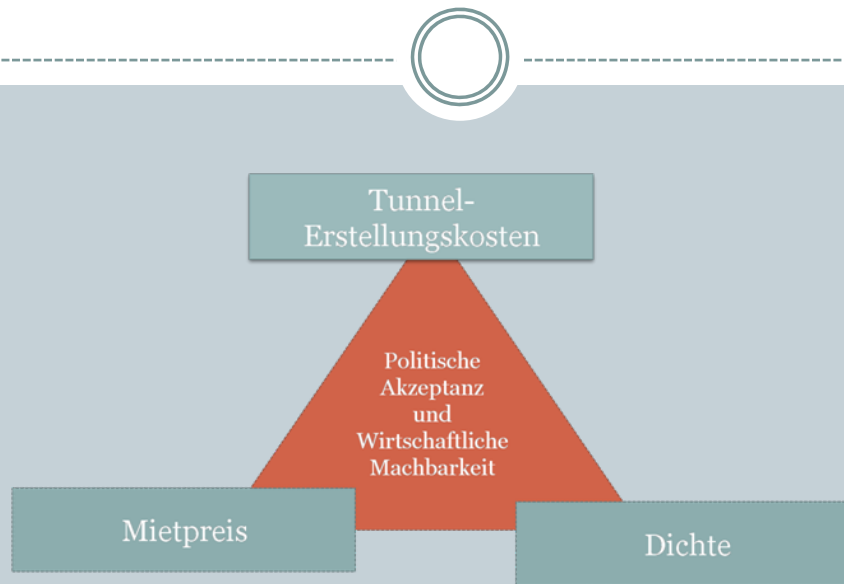 Tunnel-
Erstellungskosten
Politische
Akzeptanz
und
Wirtschaftliche
Machbarkeit
Mietpreis
Dichte